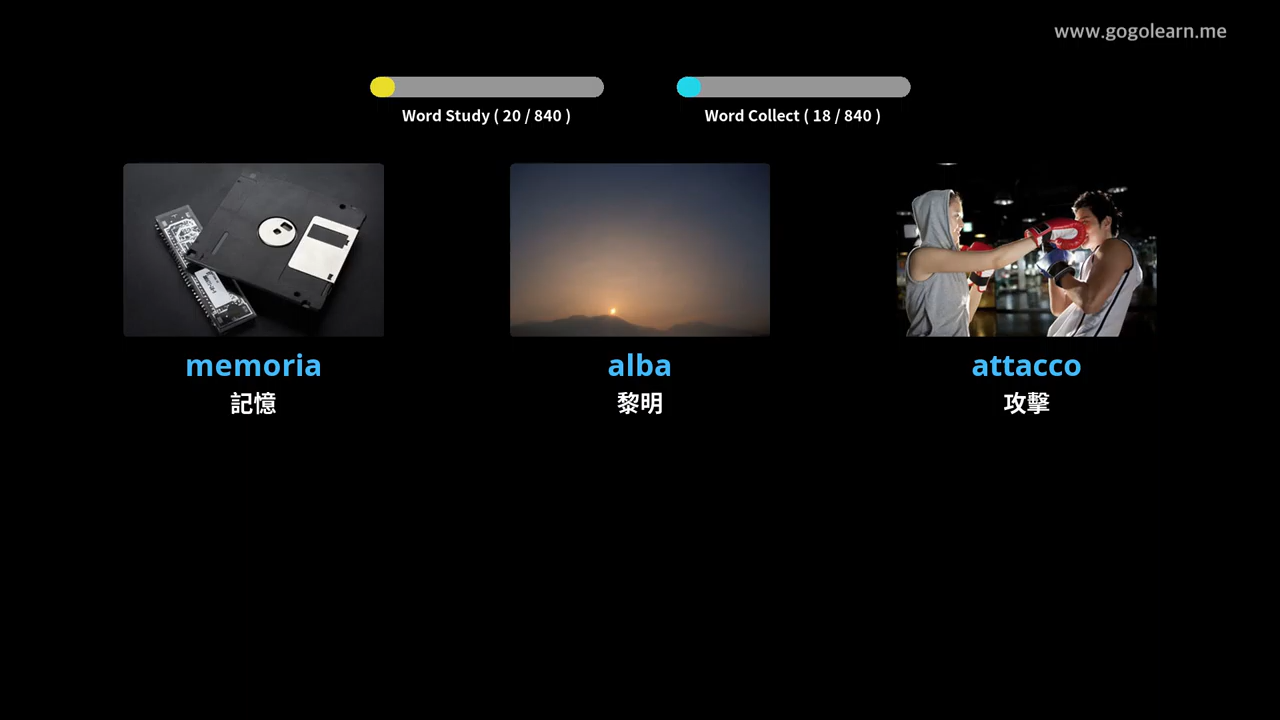 www.gogolearn.me
Word Study ( 20 / 840 )
Word Collect ( 18 / 840 )
memoria
記憶
alba
黎明
attacco
攻擊